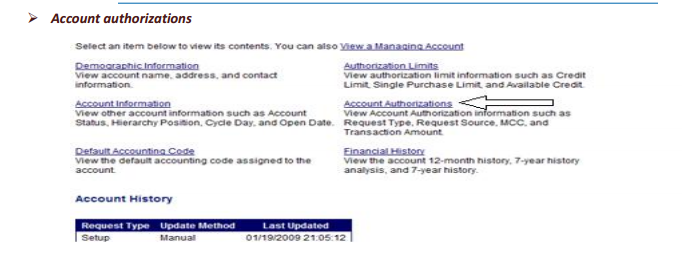 Account authorizations
Select an item below to view its contents. You can also View a Managing Account
Demographic Information
View account name, address, and contact
information.
Authorization Limits
View authorization limit information such as Credit
Limit, Single Purchase Limit, and Available Credit.
Account Information
View other account information such as Account
Status, Hierarchy Position, Cycle Day, and Open Date.
Account Authorizations
View Account Authorization Information such as
Request Type, Request Source, MCC, and
Transaction Amount.
Default Accounting Code
View the default accounting code assigned to the
account.
Financial History
View the account 12-month history, 7-year history
analysis, and 7-year history.
Account History
Request Type Update Method Last Updated
Setup Manual 01/19/2009 21:05:12